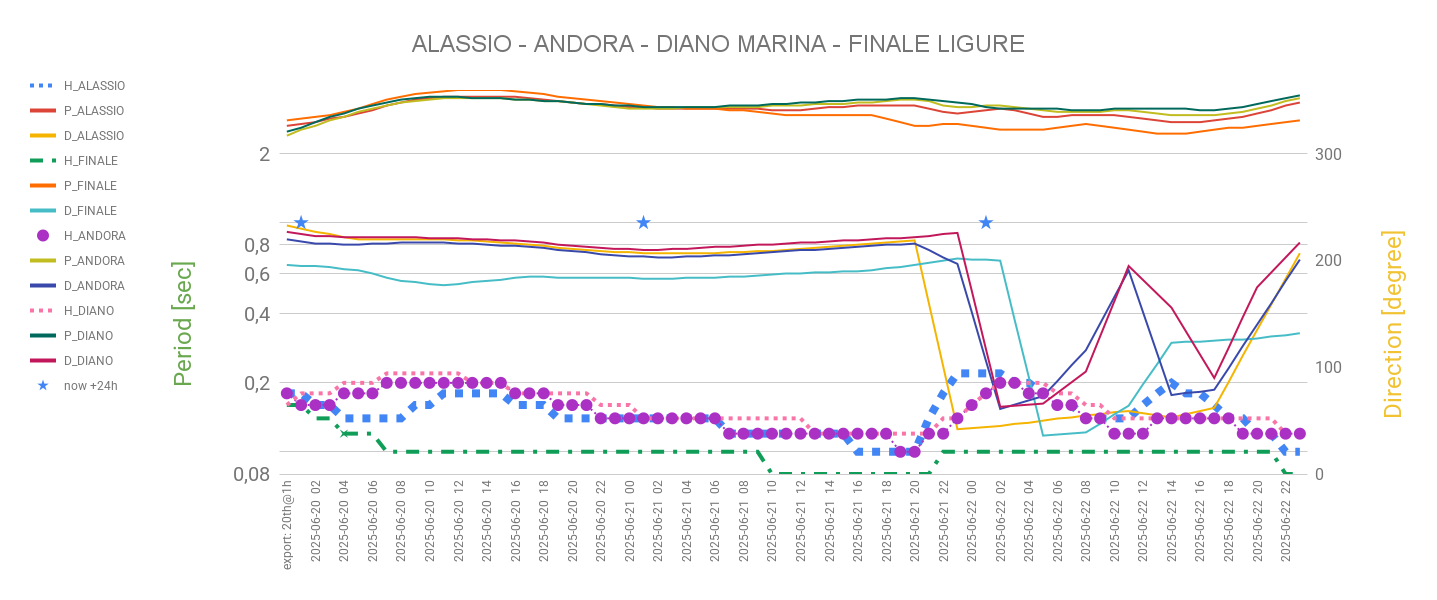 ALASSIO - ANDORA - DIANO MARINA - FINALE LIGURE
H_ALASSIO
P_ALASSIO
D_ALASSIO
H_FINALE
P_FINALE
D_FINALE
H_ANDORA
P_ANDORA
D_ANDORA
H_DIANO
P_DIANO
D_DIANO
now +24h
Period [sec]
2
0,8
0,6
0,4
0,2
0,08
300
200
100
0
Direction [degree]
export: 20th@1h
2025-06-20 02
2025-06-20 04
2025-06-20 06
2025-06-20 08
2025-06-20 10
2025-06-20 12
2025-06-20 14
2025-06-20 16
2025-06-20 18
2025-06-20 20
2025-06-20 22
2025-06-21 00
2025-06-21 02
2025-06-21 04
2025-06-21 06
2025-06-21 08
2025-06-21 10
2025-06-21 12
2025-06-21 14
2025-06-21 16
2025-06-21 18
2025-06-21 20
2025-06-21 22
2025-06-22 00
2025-06-22 02
2025-06-22 04
2025-06-22 06
2025-06-22 08
2025-06-22 10
2025-06-22 12
2025-06-22 14
2025-06-22 16
2025-06-22 18
2025-06-22 20
2025-06-22 22